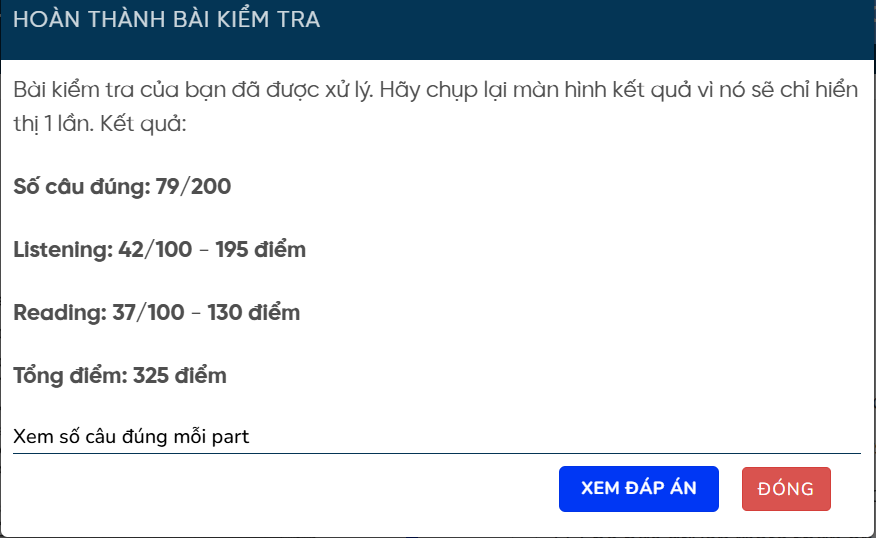 HOÀN THÀNH BÀI KIỂM TRA
Bài kiểm tra của bạn đã được xử lý. Hãy chụp lại màn hình kết quả vì nó sẽ chỉ hiển
thị 1 lần. Kết quả:
Số câu đúng: 79/200
Listening: 42/100 - 195 điểm
Reading: 37/100 - 130 điểm
Tổng điểm: 325 điểm
Xem số câu đúng mỗi part
XEM ĐÁP ÁN
ĐÓNG